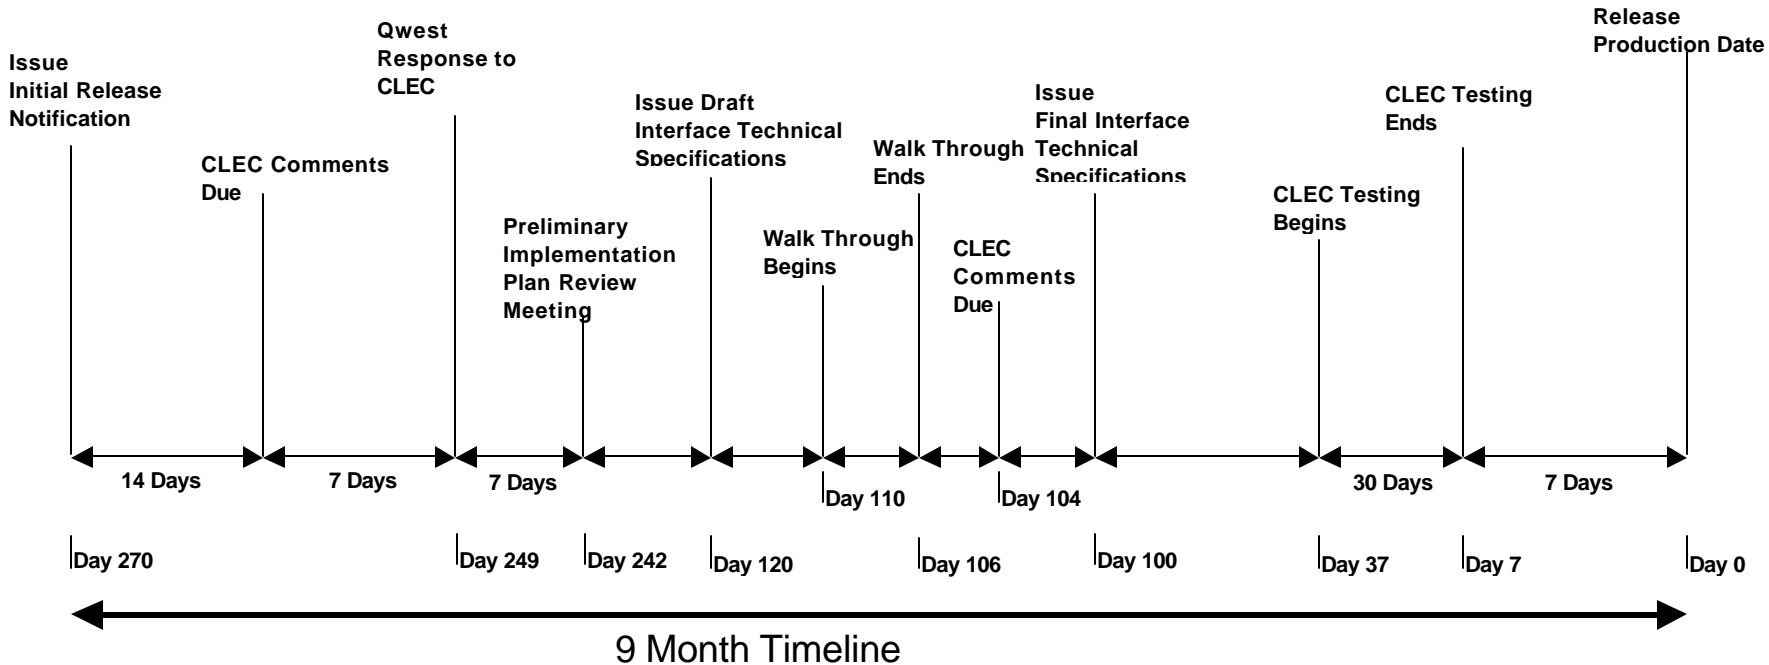 Issue
Initial Release
Notification
CLEC Comments
Due
Qwest
Response to
CLEC
Preliminary
Implementation
Plan Review
Meeting
Issue Draft
Interface Technical
Specifications
Walk Through
Begins
Walk Through
Ends
CLEC
Comments
Due
Issue
Final Interface
Technical
Specifications
CLEC Testing
Begins
CLEC Testing
Ends
Release
Production Date
14 Days
7 Days
7 Days
30 Days
7 Days
Day 110
Day 104
Day 270
Day 249
Day 242
Day 120
Day 106
Day 100
Day 37
Day 7
Day 0
9 Month Timeline